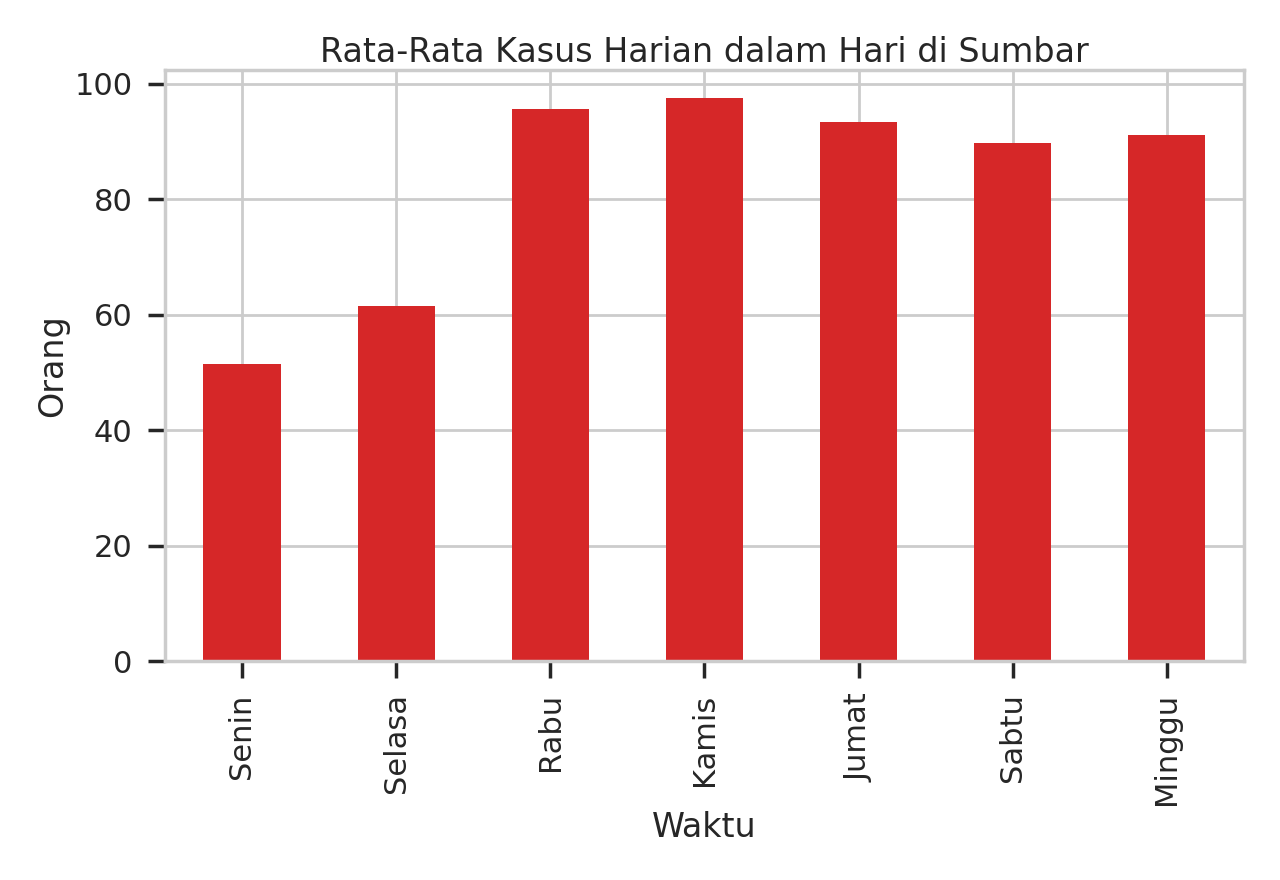 Rata-Rata Kasus Harian dalam Hari di Sumbar
100
80
60
40
20
0
Orang
Senin
Selasa
Rabu
Kamis
Jumat
Sabtu
Minggu
Waktu